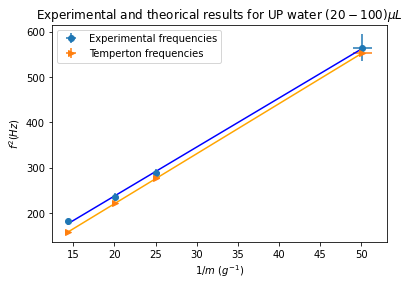 Experimental and theorical results for UP water (20 − 100)μL
Experimental frequencies
Temperton frequencies
f²(Hz)
600
500
400
300
200
15 20 25 30 35 40 45 50
1/m (g⁻¹)